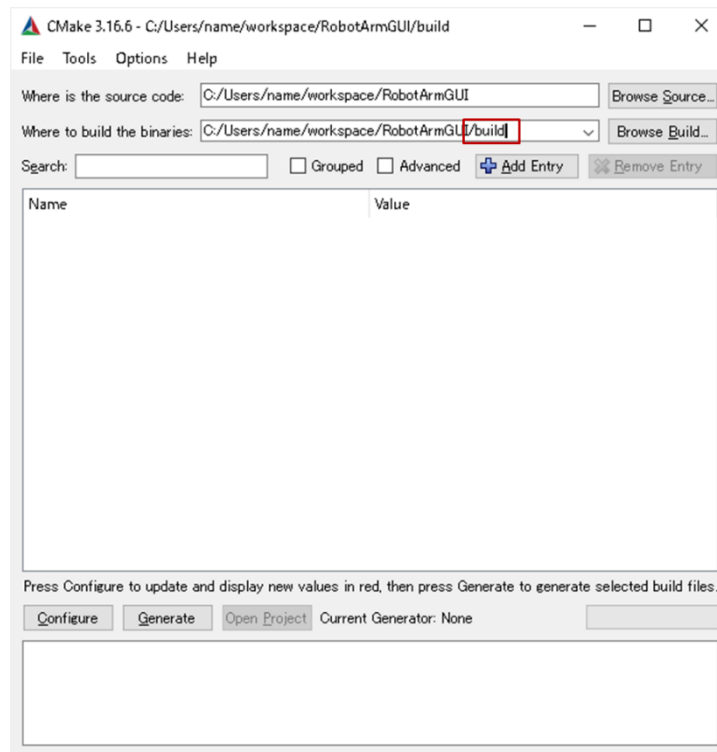 CMake 3.16.6 - C:/Users/name/workspace/RobotArmGUI/build
File Tools Options Help
Where is the source code: C:/Users/name/workspace/RobotArmGUI Browse Source...
Where to build the binaries: C:/Users/name/workspace/RobotArmGUI/build Browse Build...
Search: Grouped Advanced Add Entry Remove Entry
Name Value
Press Configure to update and display new values in red, then press Generate to generate selected build files.
Configure Generate Open Project Current Generator: None